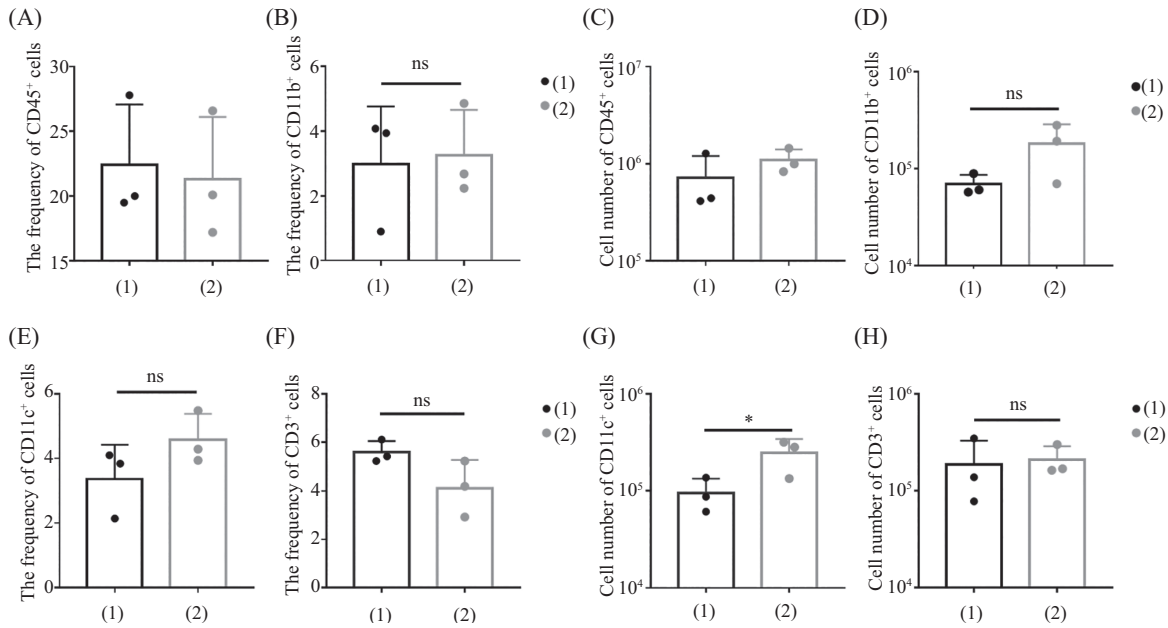 (A)
The frequency of CD45⁺ cells
30
25
20
15
(1)
(2)
(B)
The frequency of CD11b⁺ cells
6
4
2
0
ns
(1)
(2)
(1)
(2)
(C)
Cell number of CD45⁺ cells
10⁷
10⁶
10⁵
(1)
(2)
(D)
Cell number of CD11b⁺ cells
10⁶
10⁵
10⁴
ns
(1)
(2)
(1)
(2)
(E)
The frequency of CD11c⁺ cells
6
4
2
0
ns
(1)
(2)
(F)
The frequency of CD3⁺ cells
8
6
4
2
0
ns
(1)
(2)
(1)
(2)
(G)
Cell number of CD11c⁺ cells
10⁶
10⁵
10⁴
*
(1)
(2)
(H)
Cell number of CD3⁺ cells
10⁶
10⁵
10⁴
ns
(1)
(2)
(1)
(2)